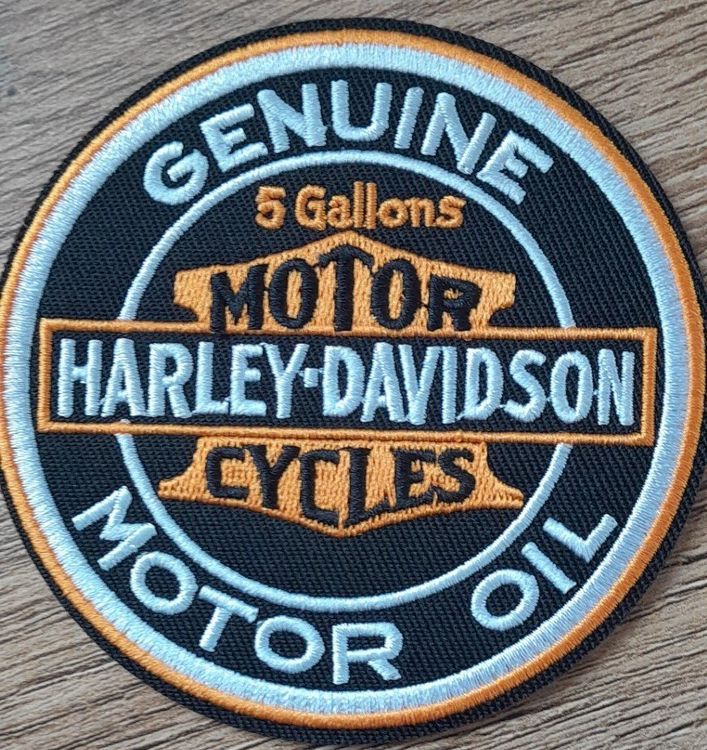 GENUINE
5 Gallons
MOTOR
HARLEY-DAVIDSON
CYCLES
MOTOR OIL